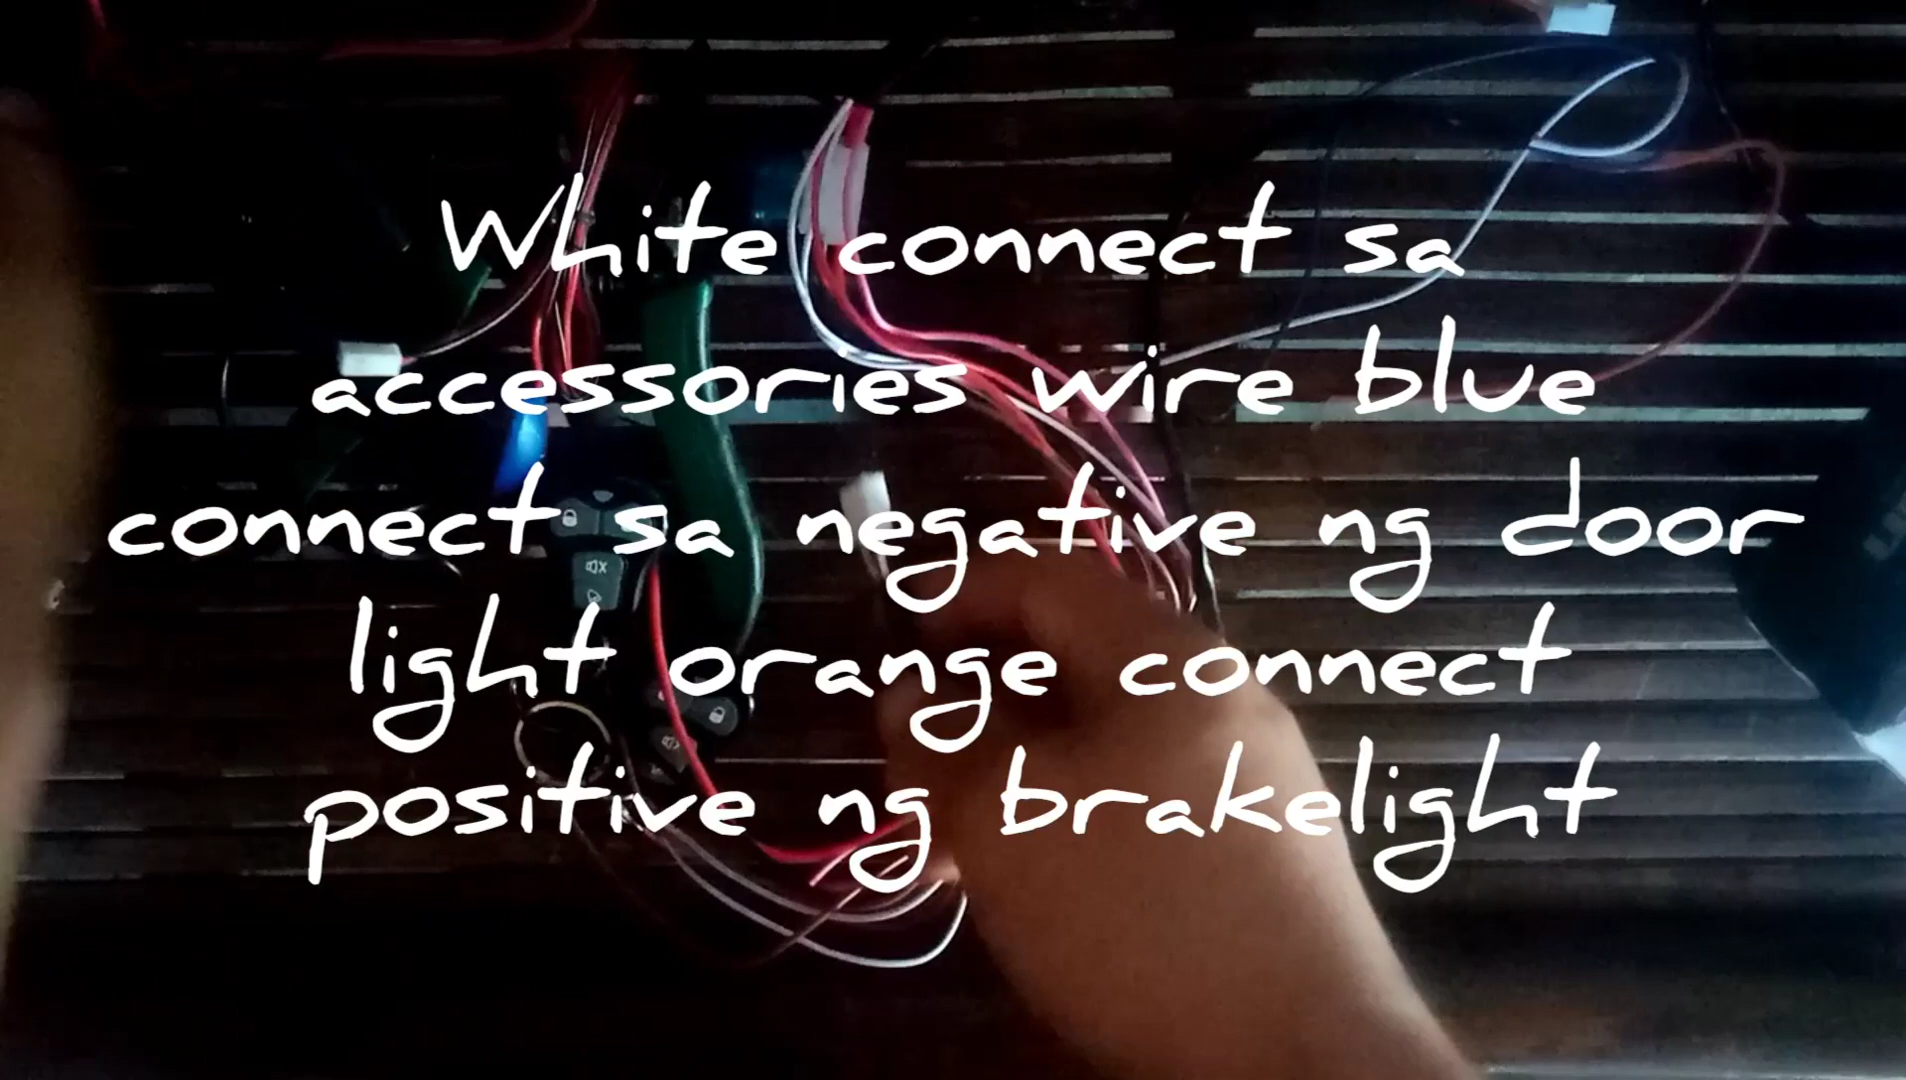 White connect sa
accessories wire blue
connect sa negative ng door
light orange connect
positive ng brakelight